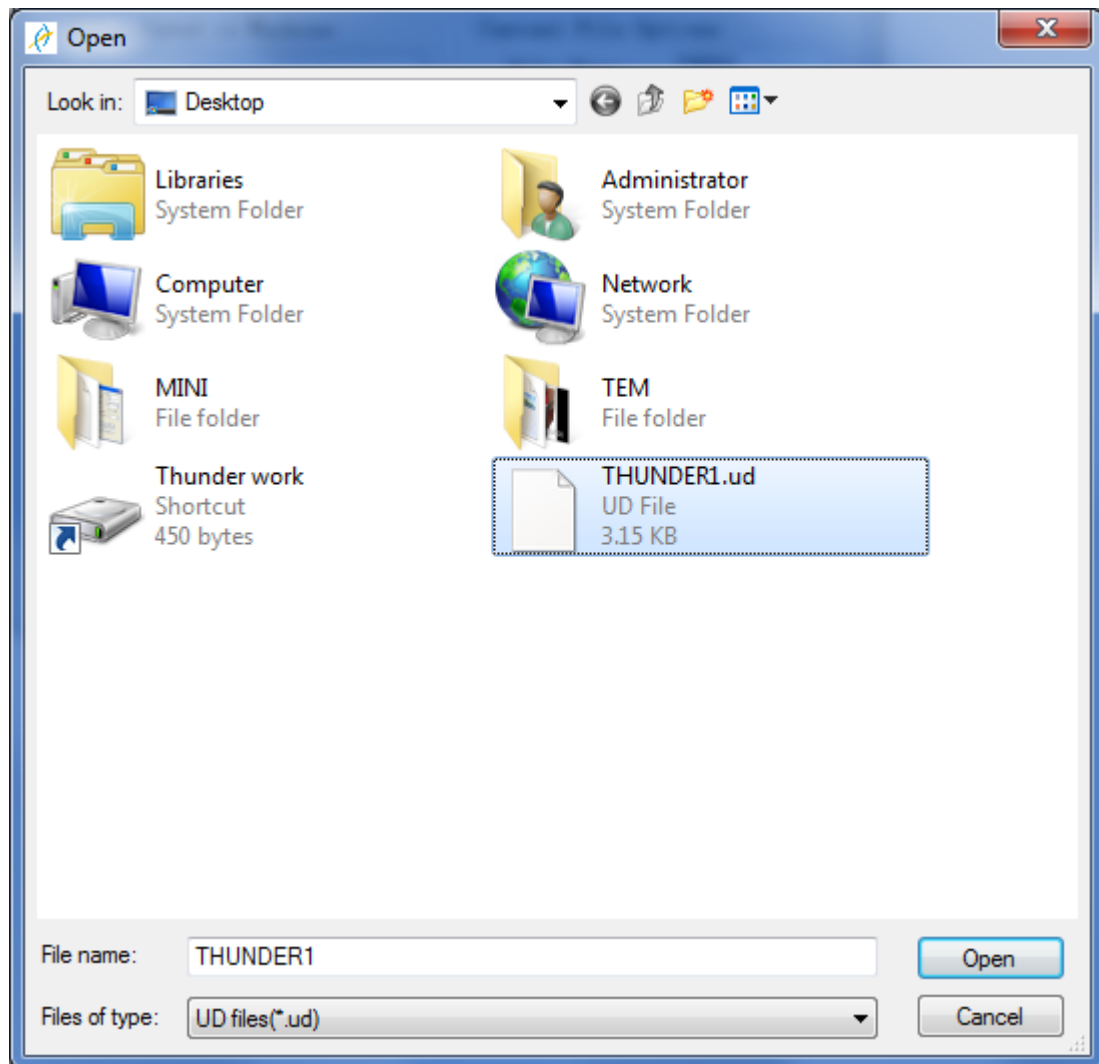 Open
Look in: Desktop
Libraries
System Folder
Administrator
System Folder
Computer
System Folder
Network
System Folder
MINI
File folder
TEM
File folder
Thunder work
Shortcut
450 bytes
THUNDER1.ud
UD File
3.15 KB
File name: THUNDER1 Open
Files of type: UD files(*.ud) Cancel